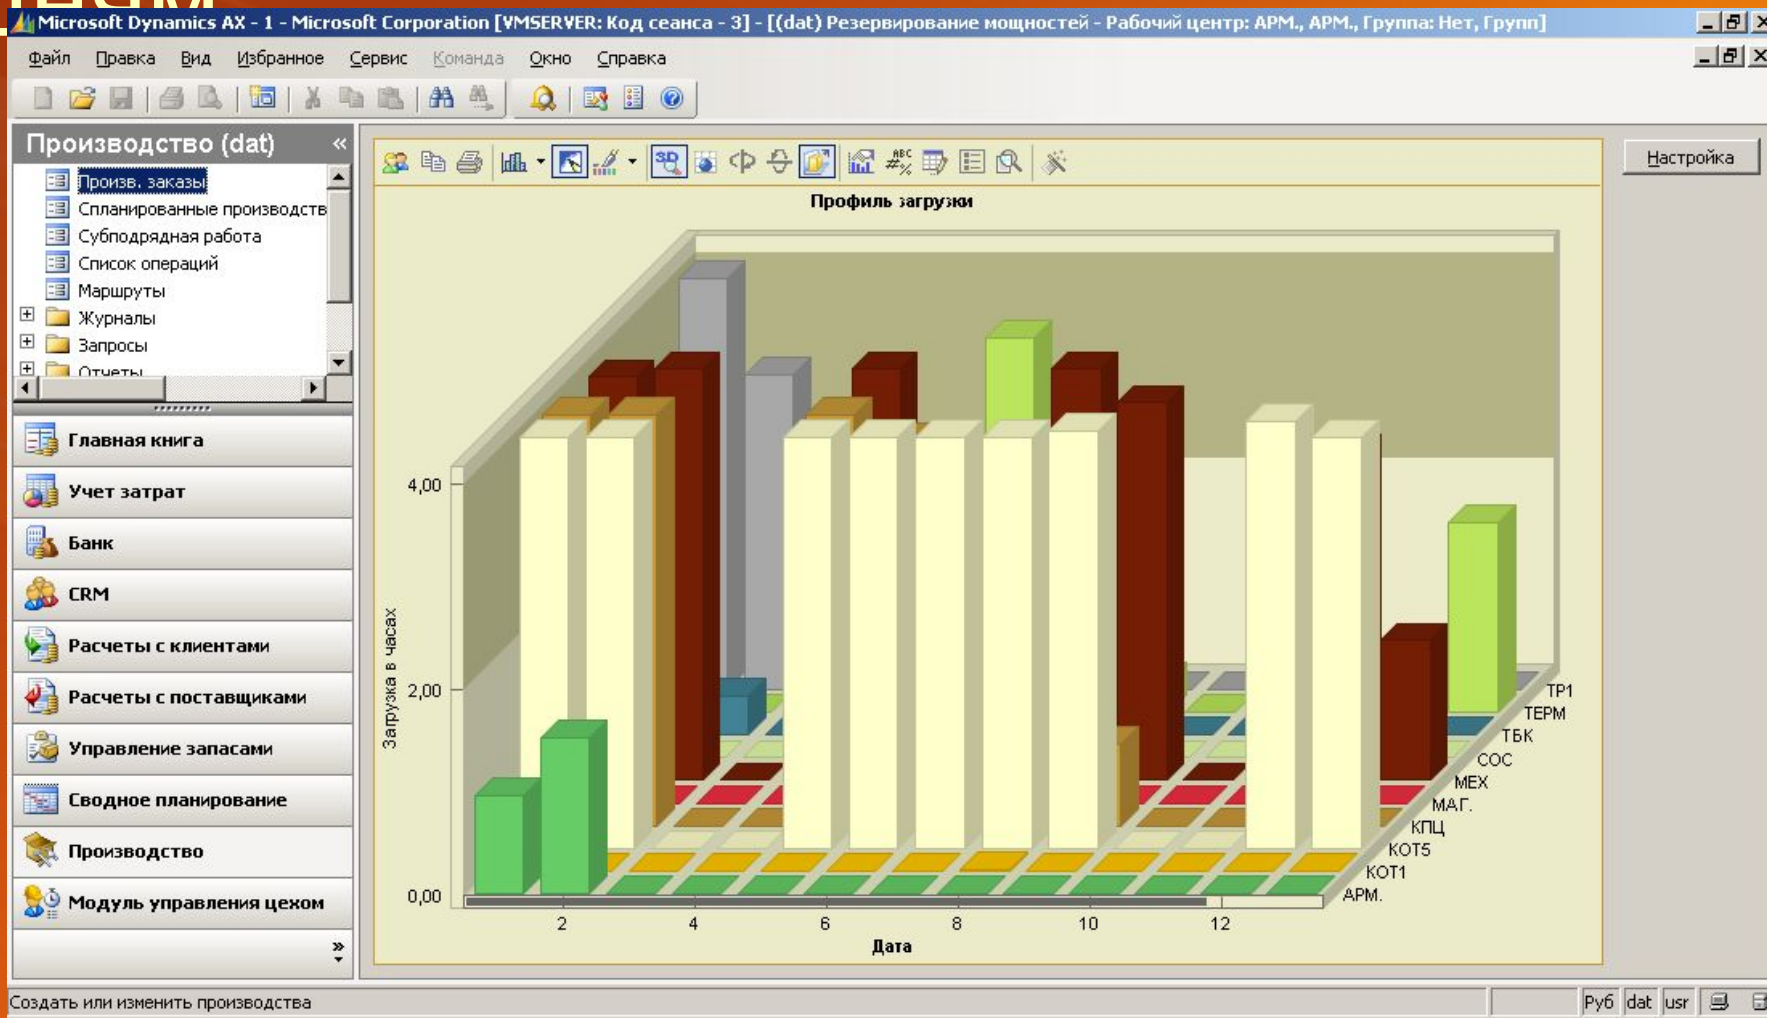 Microsoft Dynamics AX - 1 - Microsoft Corporation [VMSERVER: Код сеанса - 3] - [(dat) Резервирование мощностей - Рабочий центр: АРМ., АРМ., Группа: Нет, Групп]
Файл Правка Вид Избранное Сервис Команда Окно Справка
Производство (dat)
Произв. заказы
Спланированные производств
Субподрядная работа
Список операций
Маршруты
Журналы
Запросы
Отчеты
Главная книга
Учет затрат
Банк
CRM
Расчеты с клиентами
Расчеты с поставщиками
Управление запасами
Сводное планирование
Производство
Модуль управления цехом
Настройка
Профиль загрузки
Загрузка в часах
4,00
2,00
0,00
2 4 6 8 10 12
Дата
ТР1
ТЕРМ
ТБК
СОС
МЕХ
МАГ.
КПЦ
КОТ5
КОТ1
АРМ.
Создать или изменить производства
Руб dat usr